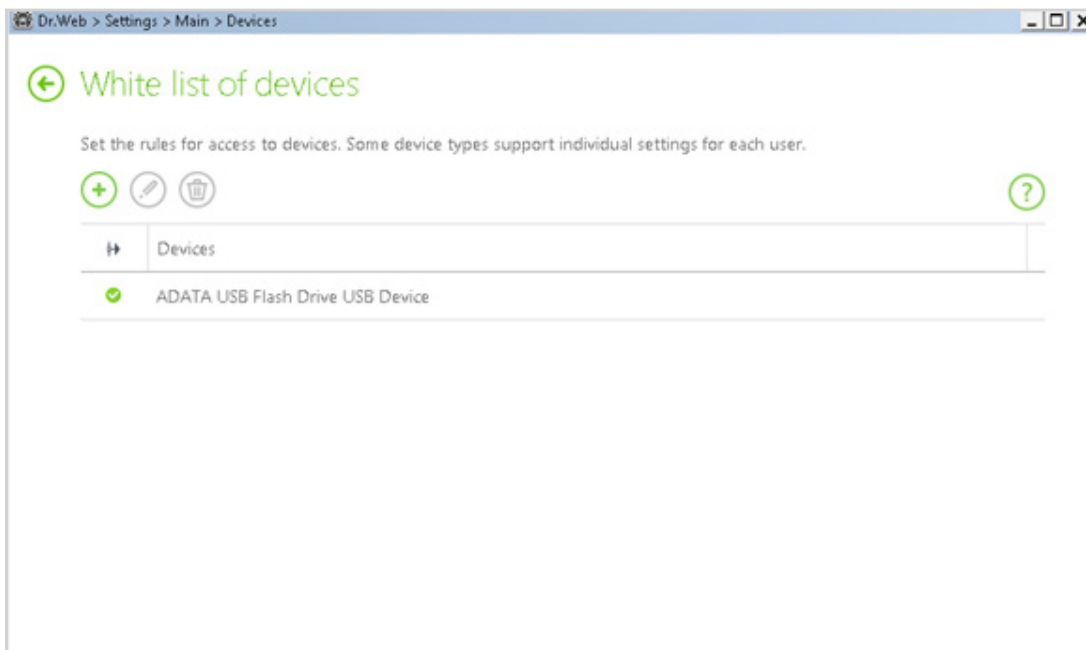 Dr.Web > Settings > Main > Devices
White list of devices
Set the rules for access to devices. Some device types support individual settings for each user.
?
Devices
ADATA USB Flash Drive USB Device